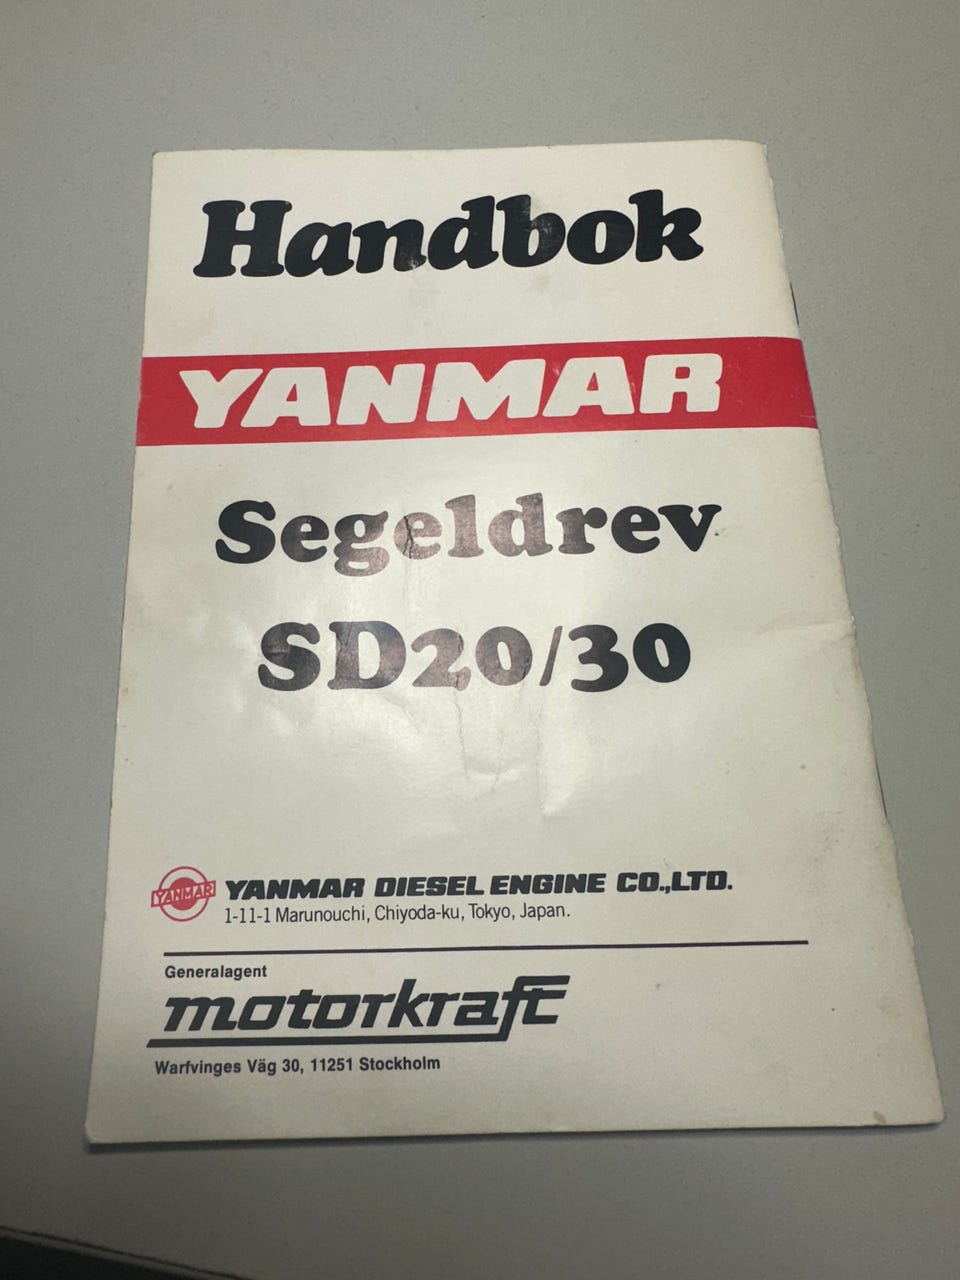 Handbok
YANMAR
Segeldrev
SD20/30
YANMAR YANMAR DIESEL ENGINE CO.,LTD.
1-11-1 Marunouchi, Chiyoda-ku, Tokyo, Japan.
Generalagent
motorkraft
Warfvinges Väg 30, 11251 Stockholm